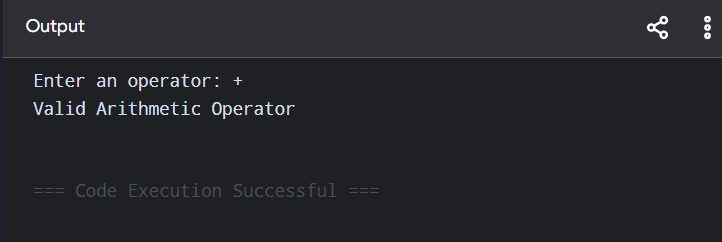 Output
Enter an operator: +
Valid Arithmetic Operator
=== Code Execution Successful ===